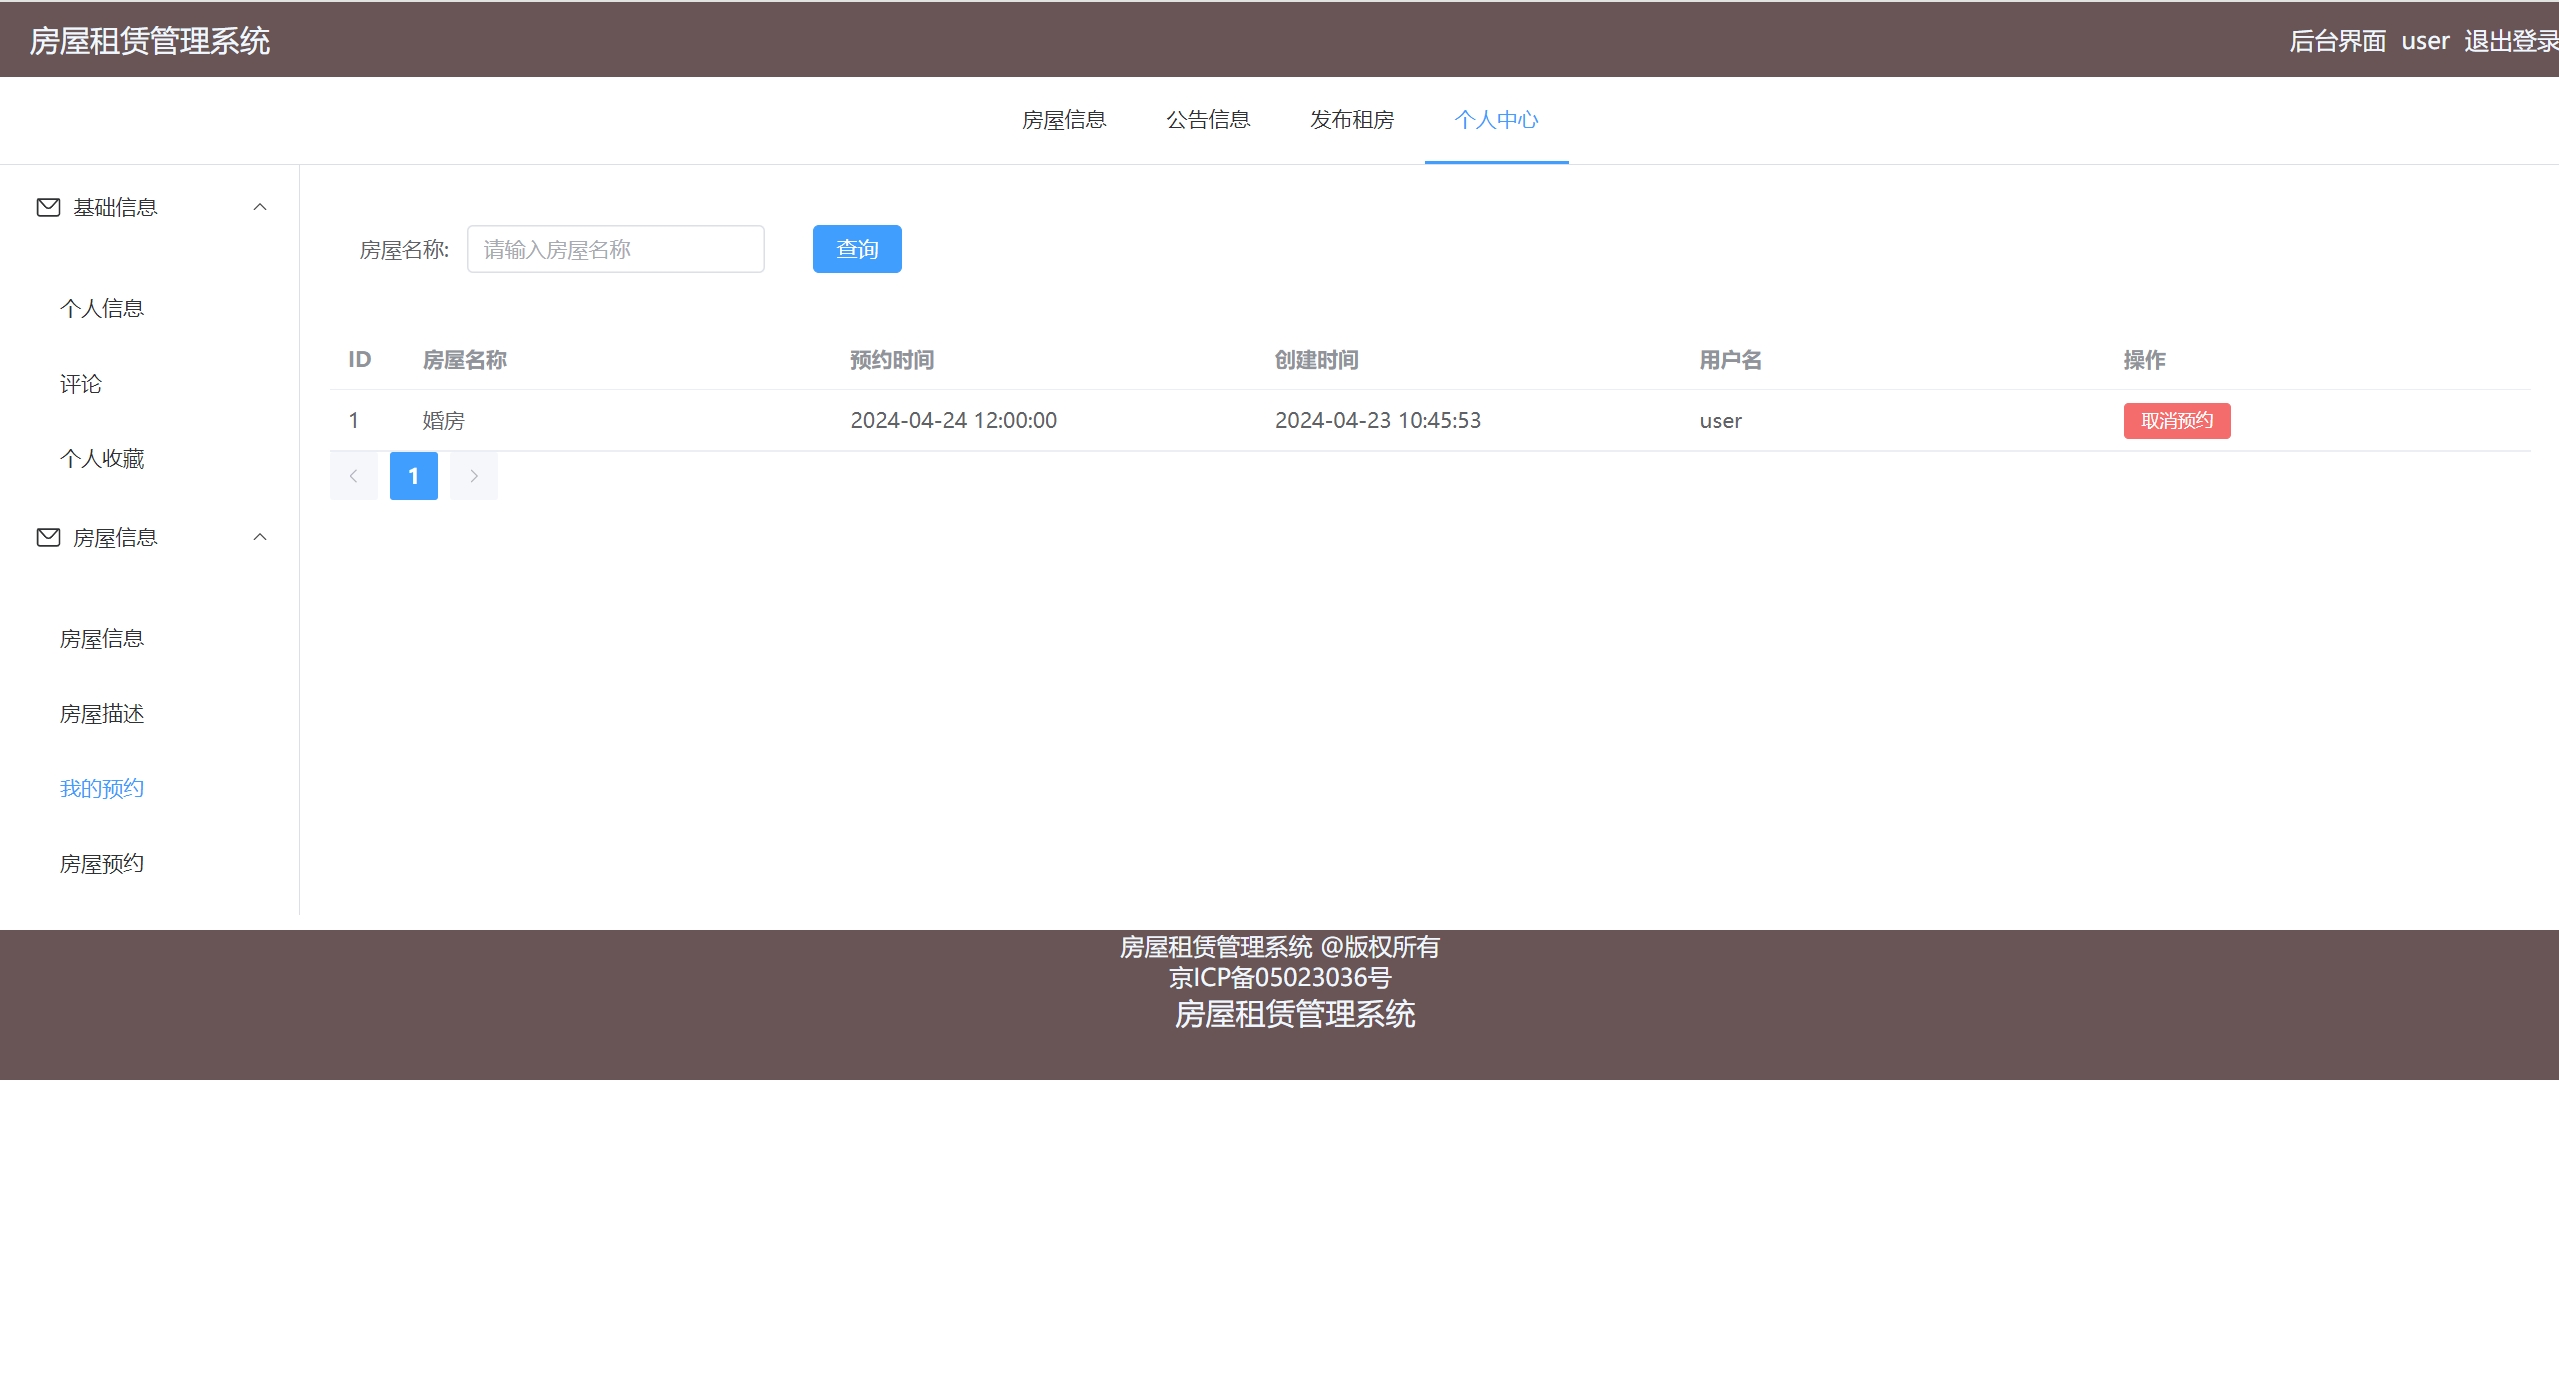 房屋租赁管理系统 后台界面 user 退出登录
房屋信息 公告信息 发布租房 个人中心
基础信息
个人信息
评论
个人收藏
房屋信息
房屋信息
房屋描述
我的预约
房屋预约
房屋名称: 请输入房屋名称 查询
ID 房屋名称 预约时间 创建时间 用户名 操作
1 婚房 2024-04-24 12:00:00 2024-04-23 10:45:53 user 取消预约
1
房屋租赁管理系统 @版权所有
京ICP备05023036号
房屋租赁管理系统